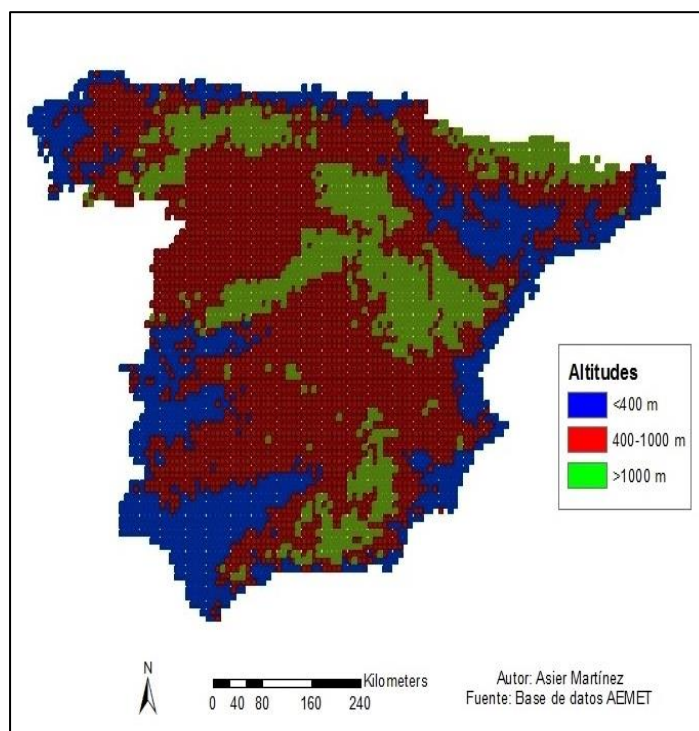 Altitudes
<400 m
400-1000 m
>1000 m
N
Kilometers
0 40 80 160 240
Autor: Asier Martínez
Fuente: Base de datos AEMET